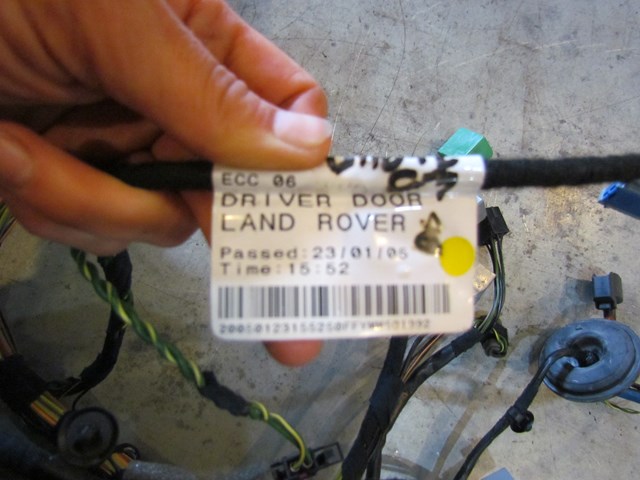 ECC 06
DRIVER DOOR
LAND ROVER
Passed:23/01/05
Time:15:52